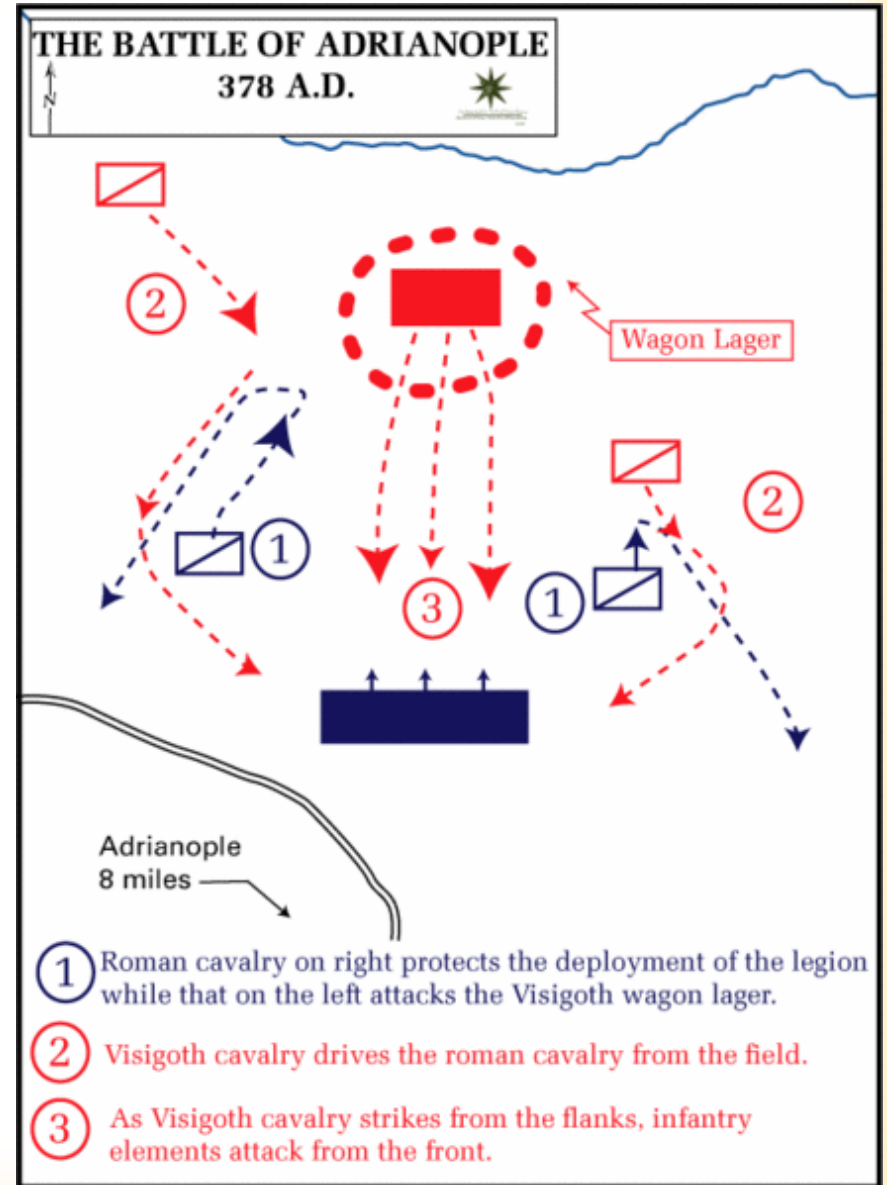 THE BATTLE OF ADRIANOPLE
378 A.D.
N
2
Wagon Lager
2
1
1
3
Adrianople
8 miles
1 Roman cavalry on right protects the deployment of the legion
while that on the left attacks the Visigoth wagon lager.
2 Visigoth cavalry drives the roman cavalry from the field.
3 As Visigoth cavalry strikes from the flanks, infantry
elements attack from the front.